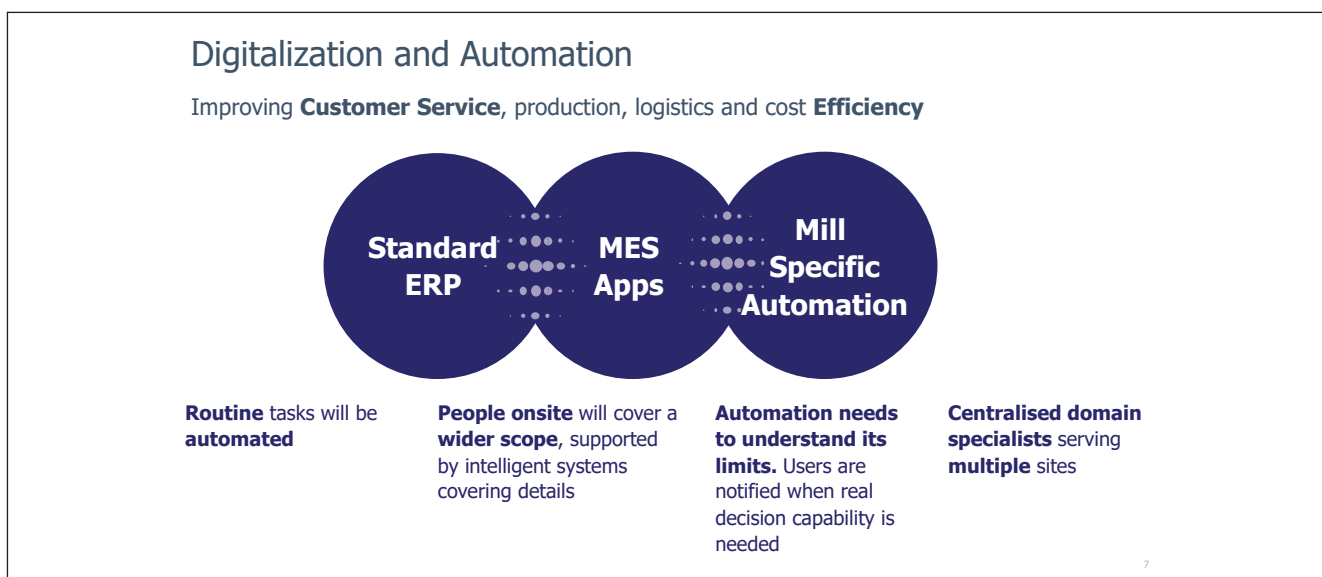 Digitalization and Automation
Improving Customer Service, production, logistics and cost Efficiency
Standard
ERP
MES
Apps
Mill
Specific
Automation
Routine tasks will be
automated
People onsite will cover a
wider scope, supported
by intelligent systems
covering details
Automation needs
to understand its
limits. Users are
notified when real
decision capability is
needed
Centralised domain
specialists serving
multiple sites
7